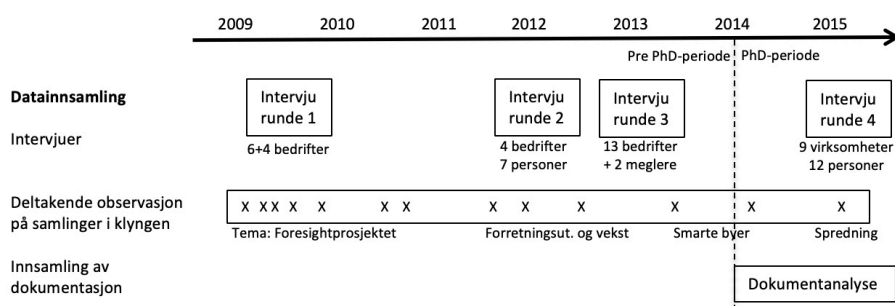 2009 2010 2011 2012 2013 2014 2015
Pre PhD-periode PhD-periode
Datainnsamling
Intervjuer
Intervju
runde 1
6+4 bedrifter
Intervju
runde 2
4 bedrifter
7 personer
Intervju
runde 3
13 bedrifter
+ 2 meglere
Intervju
runde 4
9 virksomheter
12 personer
Deltakende observasjon
på samlinger i klyngen
X X X X X X X X X X X X X
Tema: Foresightprosjektet Forretningsut. og vekst Smarte byer Spredning
Innsamling av
dokumentasjon
Dokumentanalyse